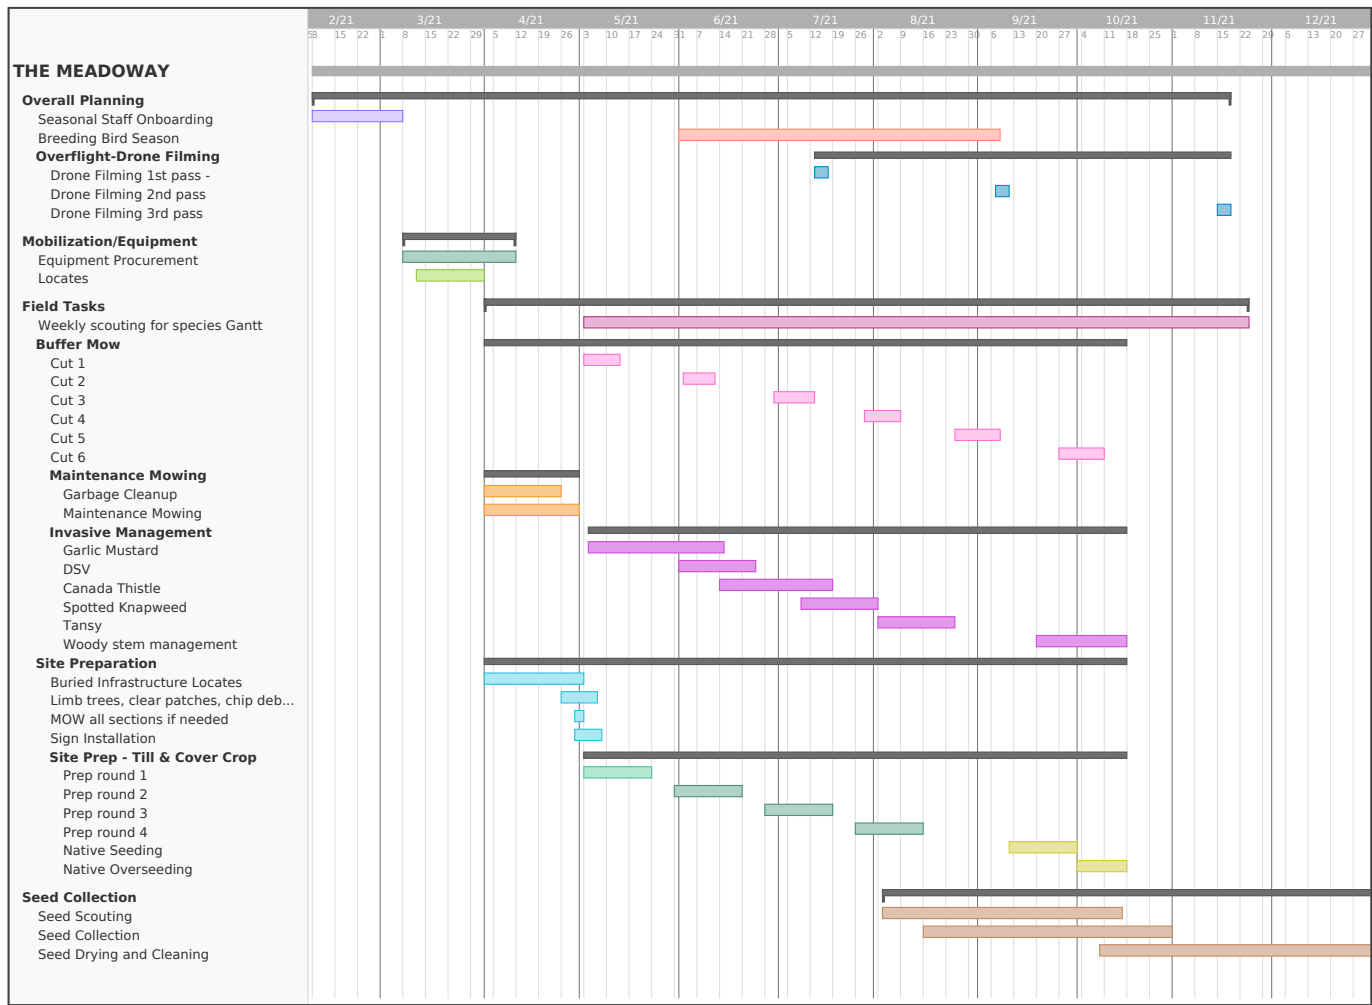 2/21 3/21 4/21 5/21 6/21 7/21 8/21 9/21 10/21 11/21 12/21
8 15 22 1 8 15 22 29 5 12 19 26 3 10 17 24 31 7 14 21 28 5 12 19 26 2 9 16 23 30 6 13 20 27 4 11 18 25 1 8 15 22 29 6 13 20 27
THE MEADOWAY
Overall Planning
Seasonal Staff Onboarding
Breeding Bird Season
Overflight-Drone Filming
Drone Filming 1st pass -
Drone Filming 2nd pass
Drone Filming 3rd pass
Mobilization/Equipment
Equipment Procurement
Locates
Field Tasks
Weekly scouting for species Gantt
Buffer Mow
Cut 1
Cut 2
Cut 3
Cut 4
Cut 5
Cut 6
Maintenance Mowing
Garbage Cleanup
Maintenance Mowing
Invasive Management
Garlic Mustard
DSV
Canada Thistle
Spotted Knapweed
Tansy
Woody stem management
Site Preparation
Buried Infrastructure Locates
Limb trees, clear patches, chip deb...
MOW all sections if needed
Sign Installation
Site Prep - Till & Cover Crop
Prep round 1
Prep round 2
Prep round 3
Prep round 4
Native Seeding
Native Overseeding
Seed Collection
Seed Scouting
Seed Collection
Seed Drying and Cleaning